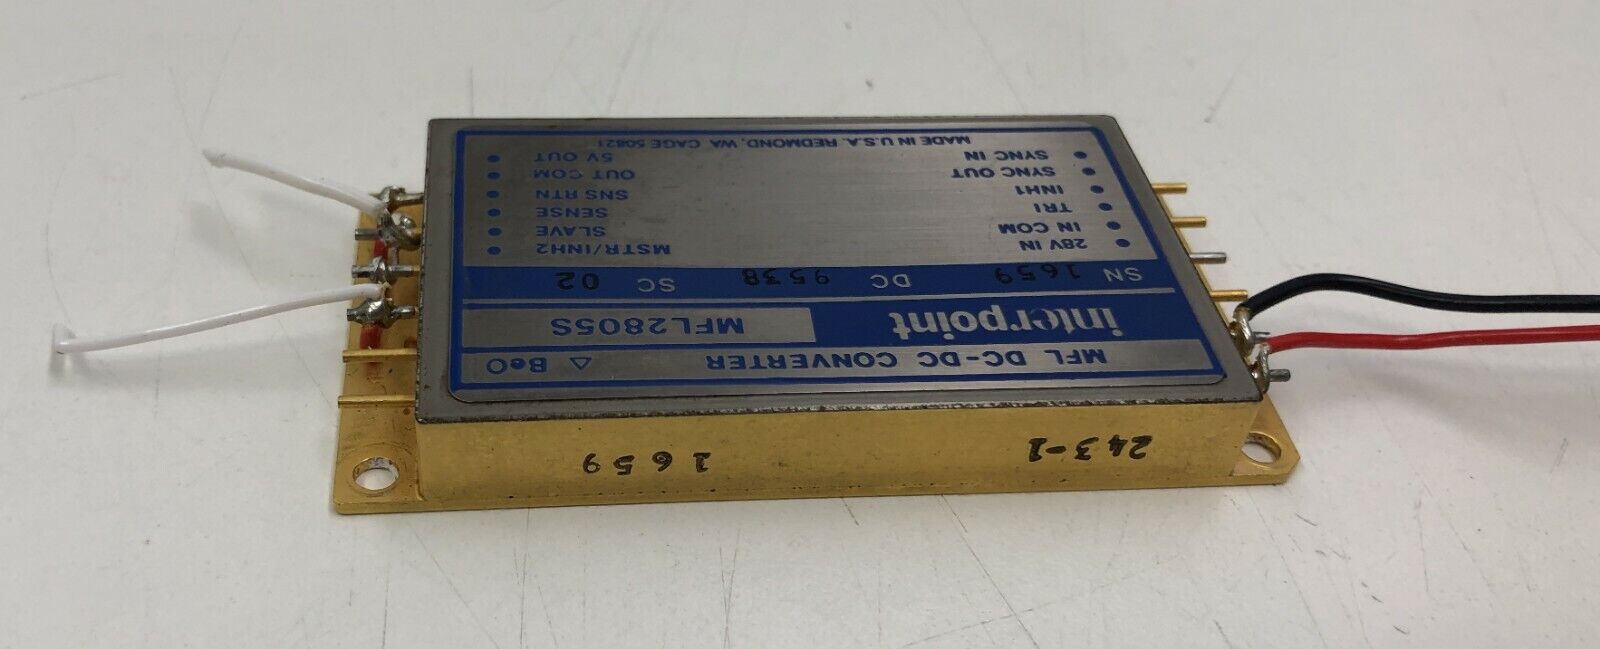 MFL DC-DC CONVERTER △ BeO
interpoint MFL2805S
SN 1659 DC 9538 SC 02
28V IN MSTR/INH2
IN COM SLAVE
TRI SENSE
INH1 SNS RTN
SYNC OUT OUT COM
SYNC IN 5V OUT
MADE IN U.S.A. REDMOND, WA CAGE 50821
243-1 1659